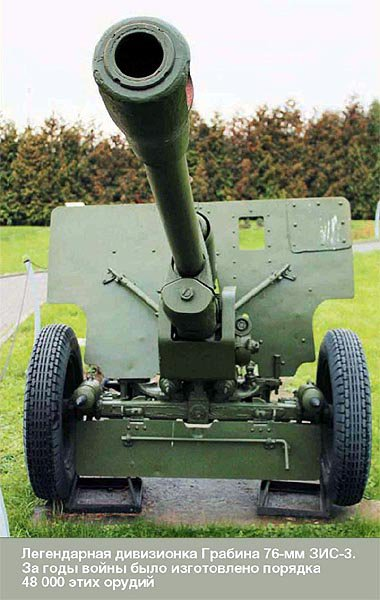 Легендарная дивизионка Грабина 76-мм ЗИС-3.
За годы войны было изготовлено порядка
48 000 этих орудий